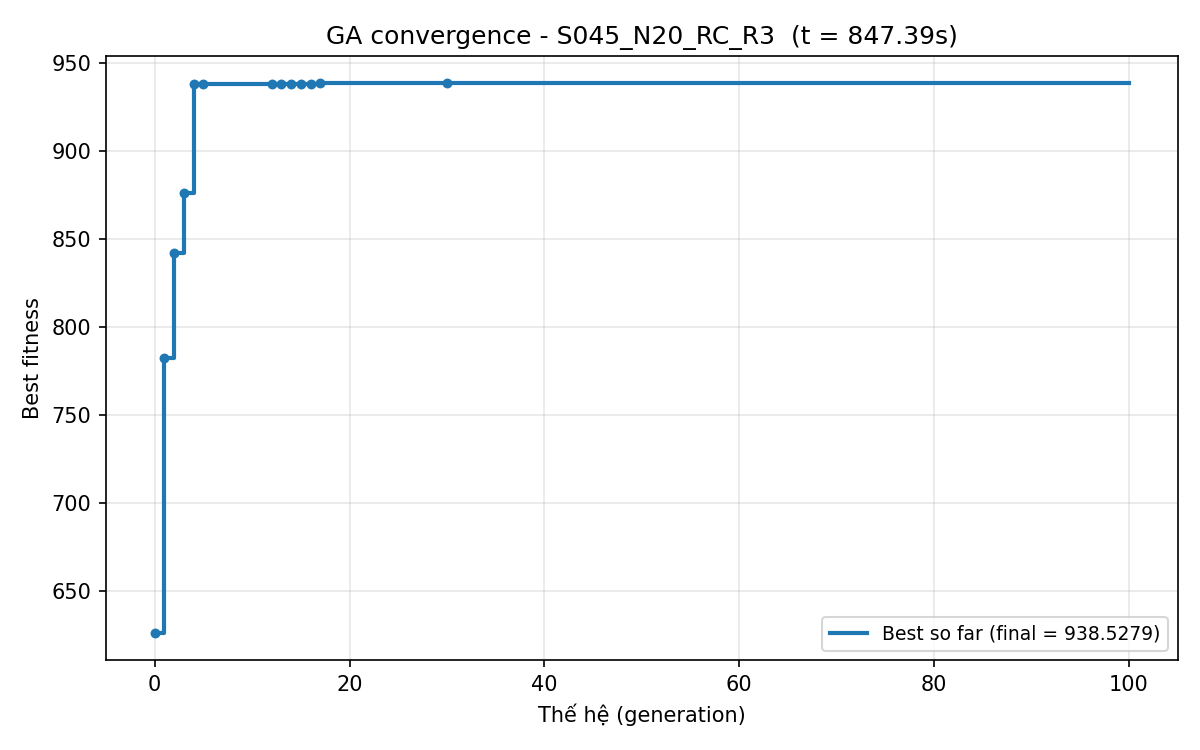 GA convergence - S045_N20_RC_R3  (t = 847.39s)
Best fitness
950
900
850
800
750
700
650
Best so far (final = 938.5279)
0 20 40 60 80 100
Thế hệ (generation)